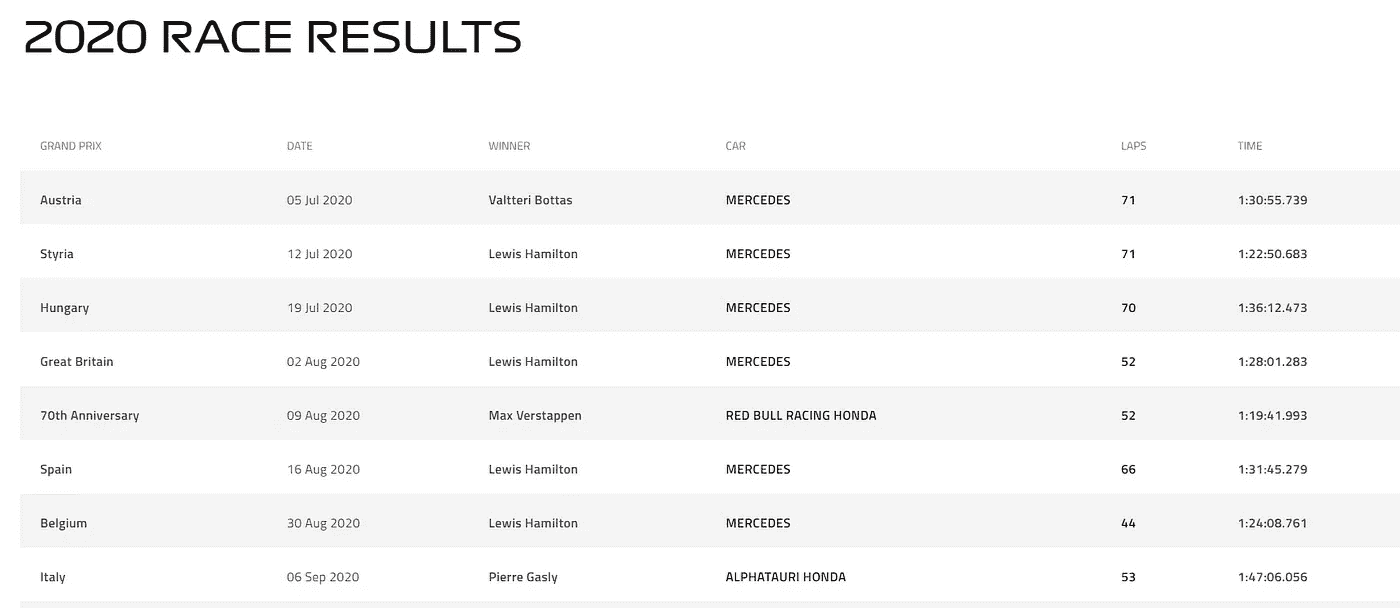 2020 RACE RESULTS
GRAND PRIX DATE WINNER CAR LAPS TIME
Austria 05 Jul 2020 Valtteri Bottas MERCEDES 71 1:30:55.739
Styria 12 Jul 2020 Lewis Hamilton MERCEDES 71 1:22:50.683
Hungary 19 Jul 2020 Lewis Hamilton MERCEDES 70 1:36:12.473
Great Britain 02 Aug 2020 Lewis Hamilton MERCEDES 52 1:28:01.283
70th Anniversary 09 Aug 2020 Max Verstappen RED BULL RACING HONDA 52 1:19:41.993
Spain 16 Aug 2020 Lewis Hamilton MERCEDES 66 1:31:45.279
Belgium 30 Aug 2020 Lewis Hamilton MERCEDES 44 1:24:08.761
Italy 06 Sep 2020 Pierre Gasly ALPHATAURI HONDA 53 1:47:06.056